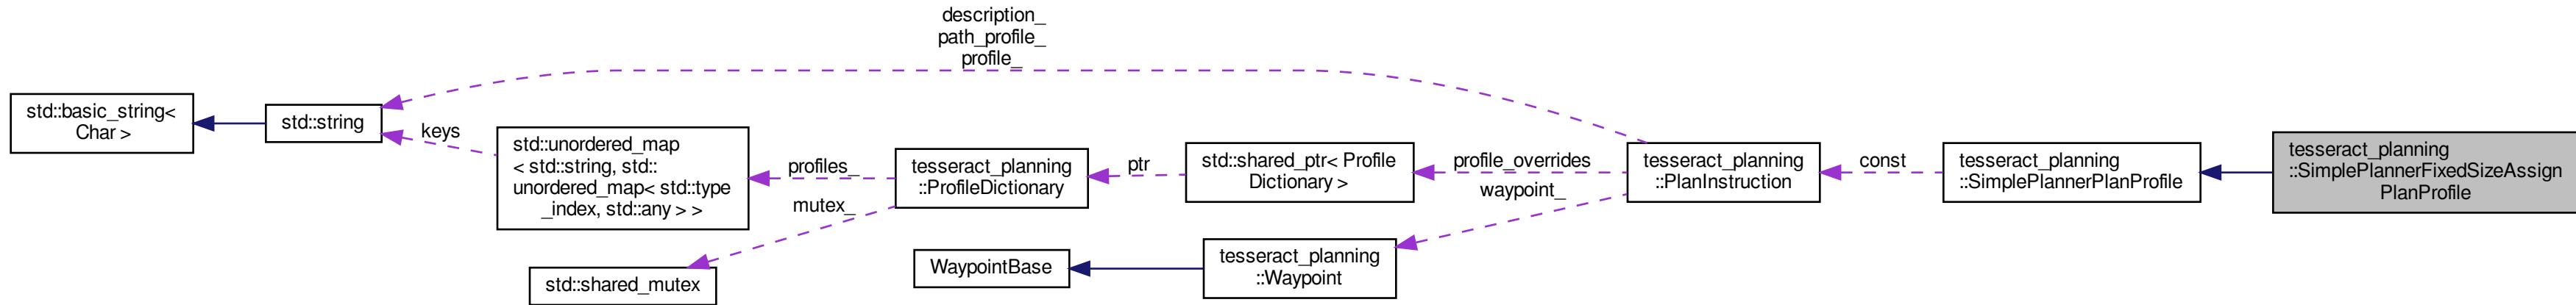 description_
path_profile_
profile_
std::basic_string<
Char >
std::string
keys
std::unordered_map
< std::string, std::
unordered_map< std::type
_index, std::any > >
profiles_
mutex_
std::shared_mutex
tesseract_planning
::ProfileDictionary
ptr
std::shared_ptr< Profile
Dictionary >
profile_overrides
waypoint_
WaypointBase
tesseract_planning
::Waypoint
tesseract_planning
::PlanInstruction
const
tesseract_planning
::SimplePlannerPlanProfile
tesseract_planning
::SimplePlannerFixedSizeAssign
PlanProfile